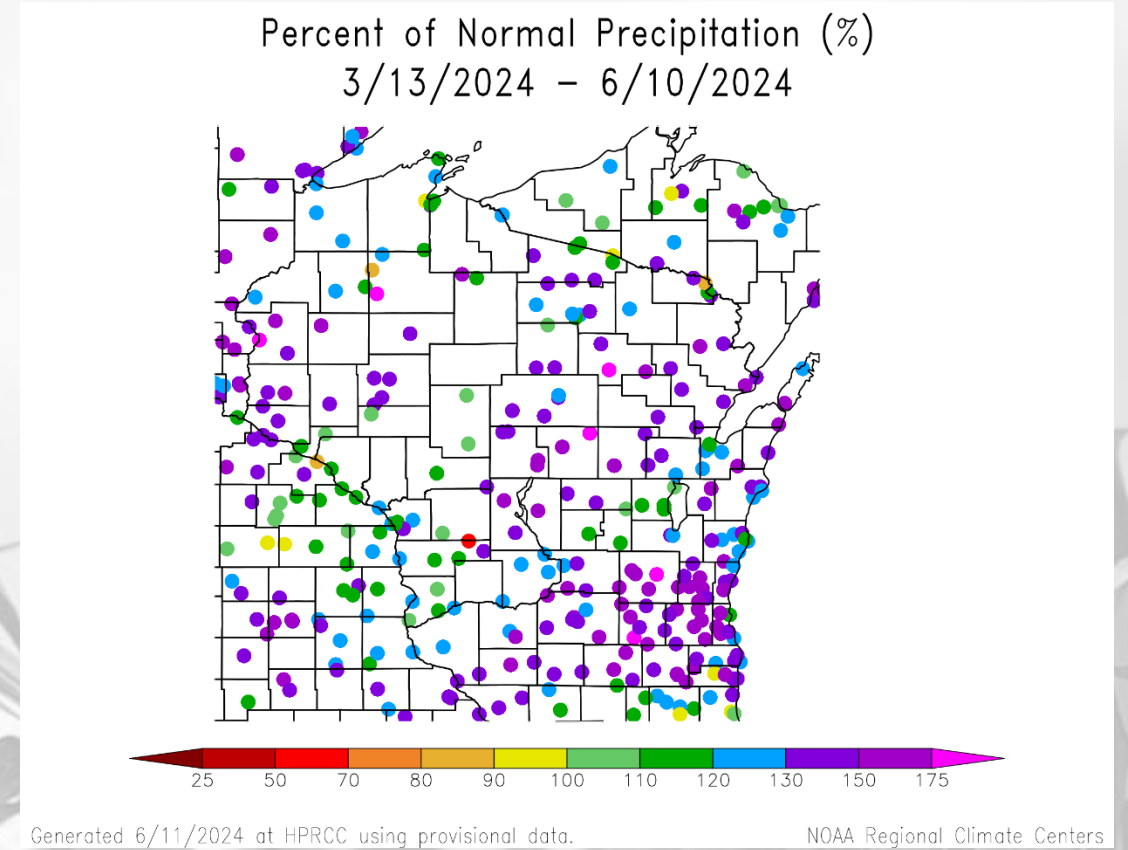 Percent of Normal Precipitation (%)
3/13/2024 – 6/10/2024
25 50 70 80 90 100 110 120 130 150 175
Generated 6/11/2024 at HPRCC using provisional data.
NOAA Regional Climate Centers